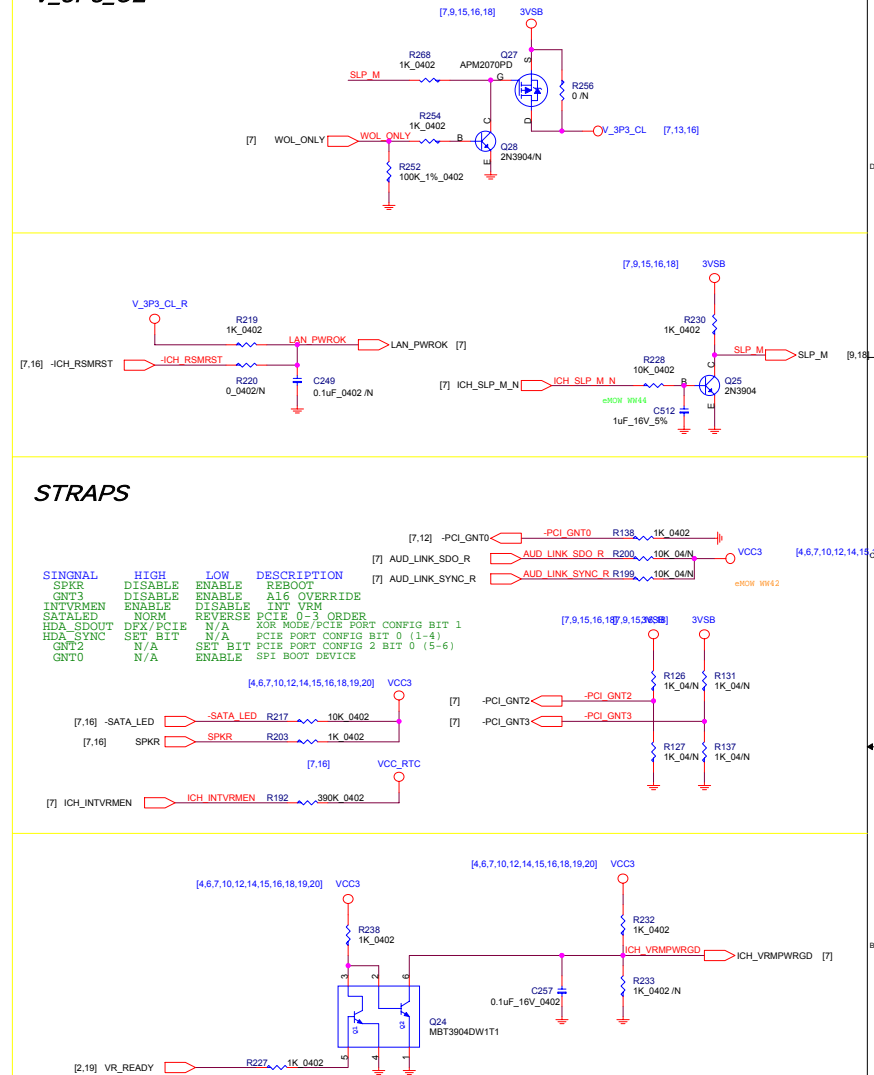 [7,9,15,16,18] 3VSB
R268
1K_0402
Q27
APM2070PD
S
G
D
SLP_M
R256
0 /N
R254
1K_0402
[7] WOL_ONLY
WOL_ONLY
B
C
E
Q28
2N3904/N
V_3P3_CL [7,13,16]
R252
100K_1%_0402
D
V_3P3_CL_R
R219
1K_0402
LAN_PWROK
LAN_PWROK [7]
[7,16] -ICH_RSMRST
-ICH_RSMRST
R220
0_0402/N
C249
0.1uF_0402 /N
[7,9,15,16,18] 3VSB
R230
1K_0402
SLP_M
SLP_M [9,18]
R228
10K_0402
[7] ICH_SLP_M_N
ICH_SLP_M_N
B
C
E
Q25
2N3904
eMOW WW44
C512
1uF_16V_5%
STRAPS
[7,12] -PCI_GNT0
-PCI_GNT0
R138 1K_0402
[7] AUD_LINK_SDO_R
AUD_LINK_SDO_R R200 10K_04/N
VCC3
[7] AUD_LINK_SYNC_R
AUD_LINK_SYNC_R R199 10K_04/N
eMOW WW42
SINGNAL HIGH LOW DESCRIPTION
SPKR DISABLE ENABLE REBOOT
GNT3 DISABLE ENABLE A16 OVERRIDE
INTVRMEN ENABLE DISABLE INT VRM
SATALED NORM REVERSE PCIE 0-3 ORDER
HDA_SDOUT DFX/PCIE N/A XOR MODE/PCIE PORT CONFIG BIT 1
HDA_SYNC SET BIT N/A PCIE PORT CONFIG BIT 0 (1-4)
GNT2 N/A SET BIT PCIE PORT CONFIG 2 BIT 0 (5-6)
GNT0 N/A ENABLE SPI BOOT DEVICE
3VSB
R126
1K_04/N
R131
1K_04/N
[7] -PCI_GNT2
-PCI_GNT2
[7] -PCI_GNT3
-PCI_GNT3
R127
1K_04/N
R137
1K_04/N
[4,6,7,10,12,14,15,16,18,19,20] VCC3
[7,16] -SATA_LED
-SATA_LED R217 10K_0402
[7,16] SPKR
SPKR R203 1K_0402
[7,16] VCC_RTC
[7] ICH_INTVRMEN
ICH_INTVRMEN R192 390K_0402
[4,6,7,10,12,14,15,16,18,19,20] VCC3
R238
1K_0402
3 2 6
Q1 Q2
Q24
MBT3904DW1T1
5 4 1
[2,19] VR_READY
R227 1K_0402
[4,6,7,10,12,14,15,16,18,19,20] VCC3
R232
1K_0402
ICH_VRMPWRGD
ICH_VRMPWRGD [7]
R233
1K_0402 /N
C257
0.1uF_16V_0402
B